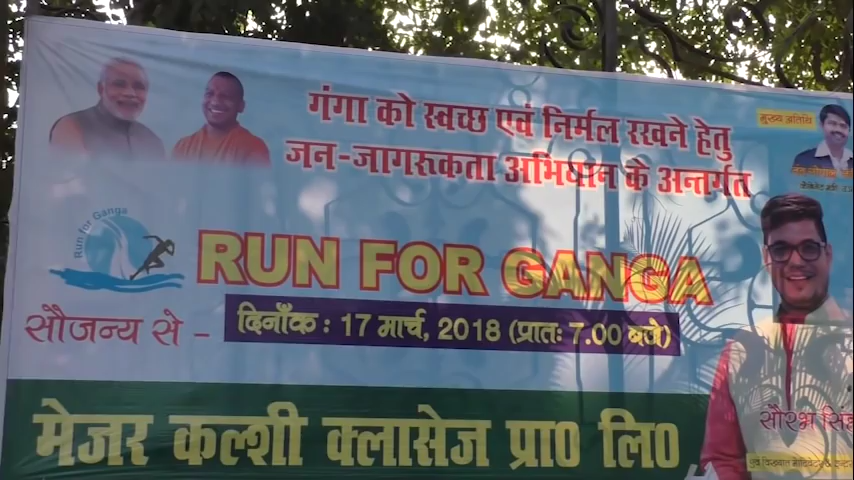 गंगा को स्वच्छ एवं निर्मल रखने हेतु
जन-जागरूकता अभियान के अन्तर्गत
मुख्य अतिथि
Run for Ganga
RUN FOR GANGA
सौजन्य से -
दिनाँक : 17 मार्च, 2018 (प्रातः 7.00 बजे)
मेजर कल्शी क्लासेज प्रा० लि०
सौरभ सिंह